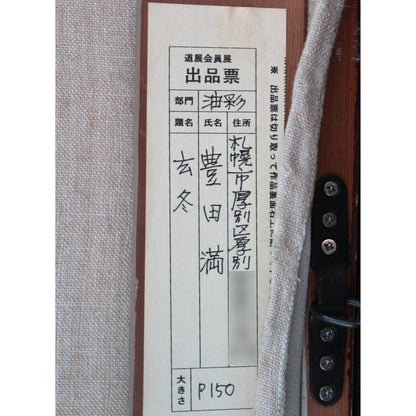 道展会員展
出品票
部門 油彩
題名 氏名 住所
玄冬
豊田満
札幌市厚別区厚別
大きさ P150
※ 出品票は切り取って作品裏面右上に